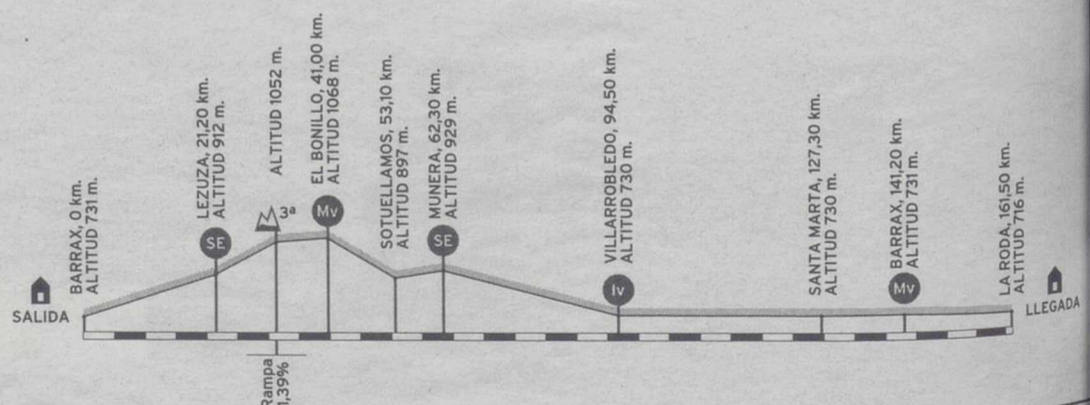 SALIDA
BARRAX, 0 km.
ALTITUD 731 m.
LEZUZA, 21,20 km.
ALTITUD 912 m.
SE
ALTITUD 1052 m.
3ª
EL BONILLO, 41,00 km.
ALTITUD 1068 m.
Mv
SOTUELLAMOS, 53,10 km.
ALTITUD 897 m.
MUNERA, 62,30 km.
ALTITUD 929 m.
SE
VILLARROBLEDO, 94,50 km.
ALTITUD 730 m.
Iv
SANTA MARTA, 127,30 km.
ALTITUD 730 m.
BARRAX, 141,20 km.
ALTITUD 731 m.
Mv
LA RODA, 161,50 km.
ALTITUD 716 m.
LLEGADA
Rampa
1,39%